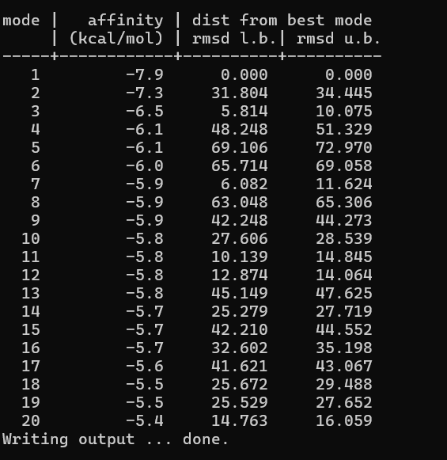 mode |   affinity | dist from best mode
     | (kcal/mol) | rmsd l.b.| rmsd u.b.
-----+------------+----------+----------
   1         -7.9      0.000      0.000
   2         -7.3     31.804     34.445
   3         -6.5      5.814     10.075
   4         -6.1     48.248     51.329
   5         -6.1     69.106     72.970
   6         -6.0     65.714     69.058
   7         -5.9      6.082     11.624
   8         -5.9     63.048     65.306
   9         -5.9     42.248     44.273
  10         -5.8     27.606     28.539
  11         -5.8     10.139     14.845
  12         -5.8     12.874     14.064
  13         -5.8     45.149     47.625
  14         -5.7     25.279     27.719
  15         -5.7     42.210     44.552
  16         -5.7     32.602     35.198
  17         -5.6     41.621     43.067
  18         -5.5     25.672     29.488
  19         -5.5     25.529     27.652
  20         -5.4     14.763     16.059
Writing output ... done.